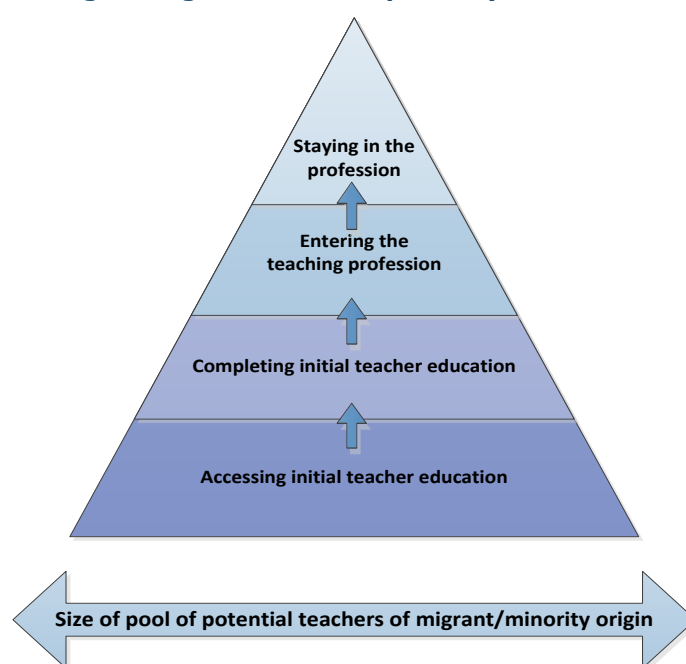 Staying in the
profession
Entering the
teaching profession
Completing initial teacher education
Accessing initial teacher education
Size of pool of potential teachers of migrant/minority origin